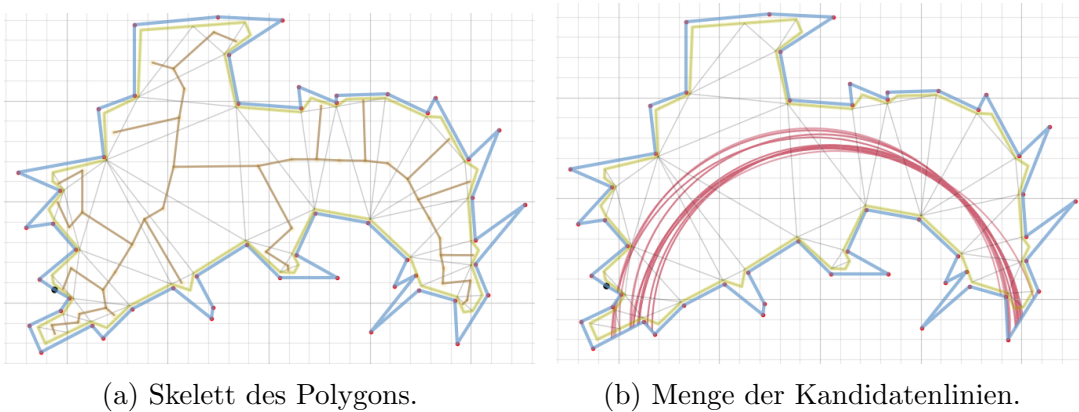 (a) Skelett des Polygons.
(b) Menge der Kandidatenlinien.